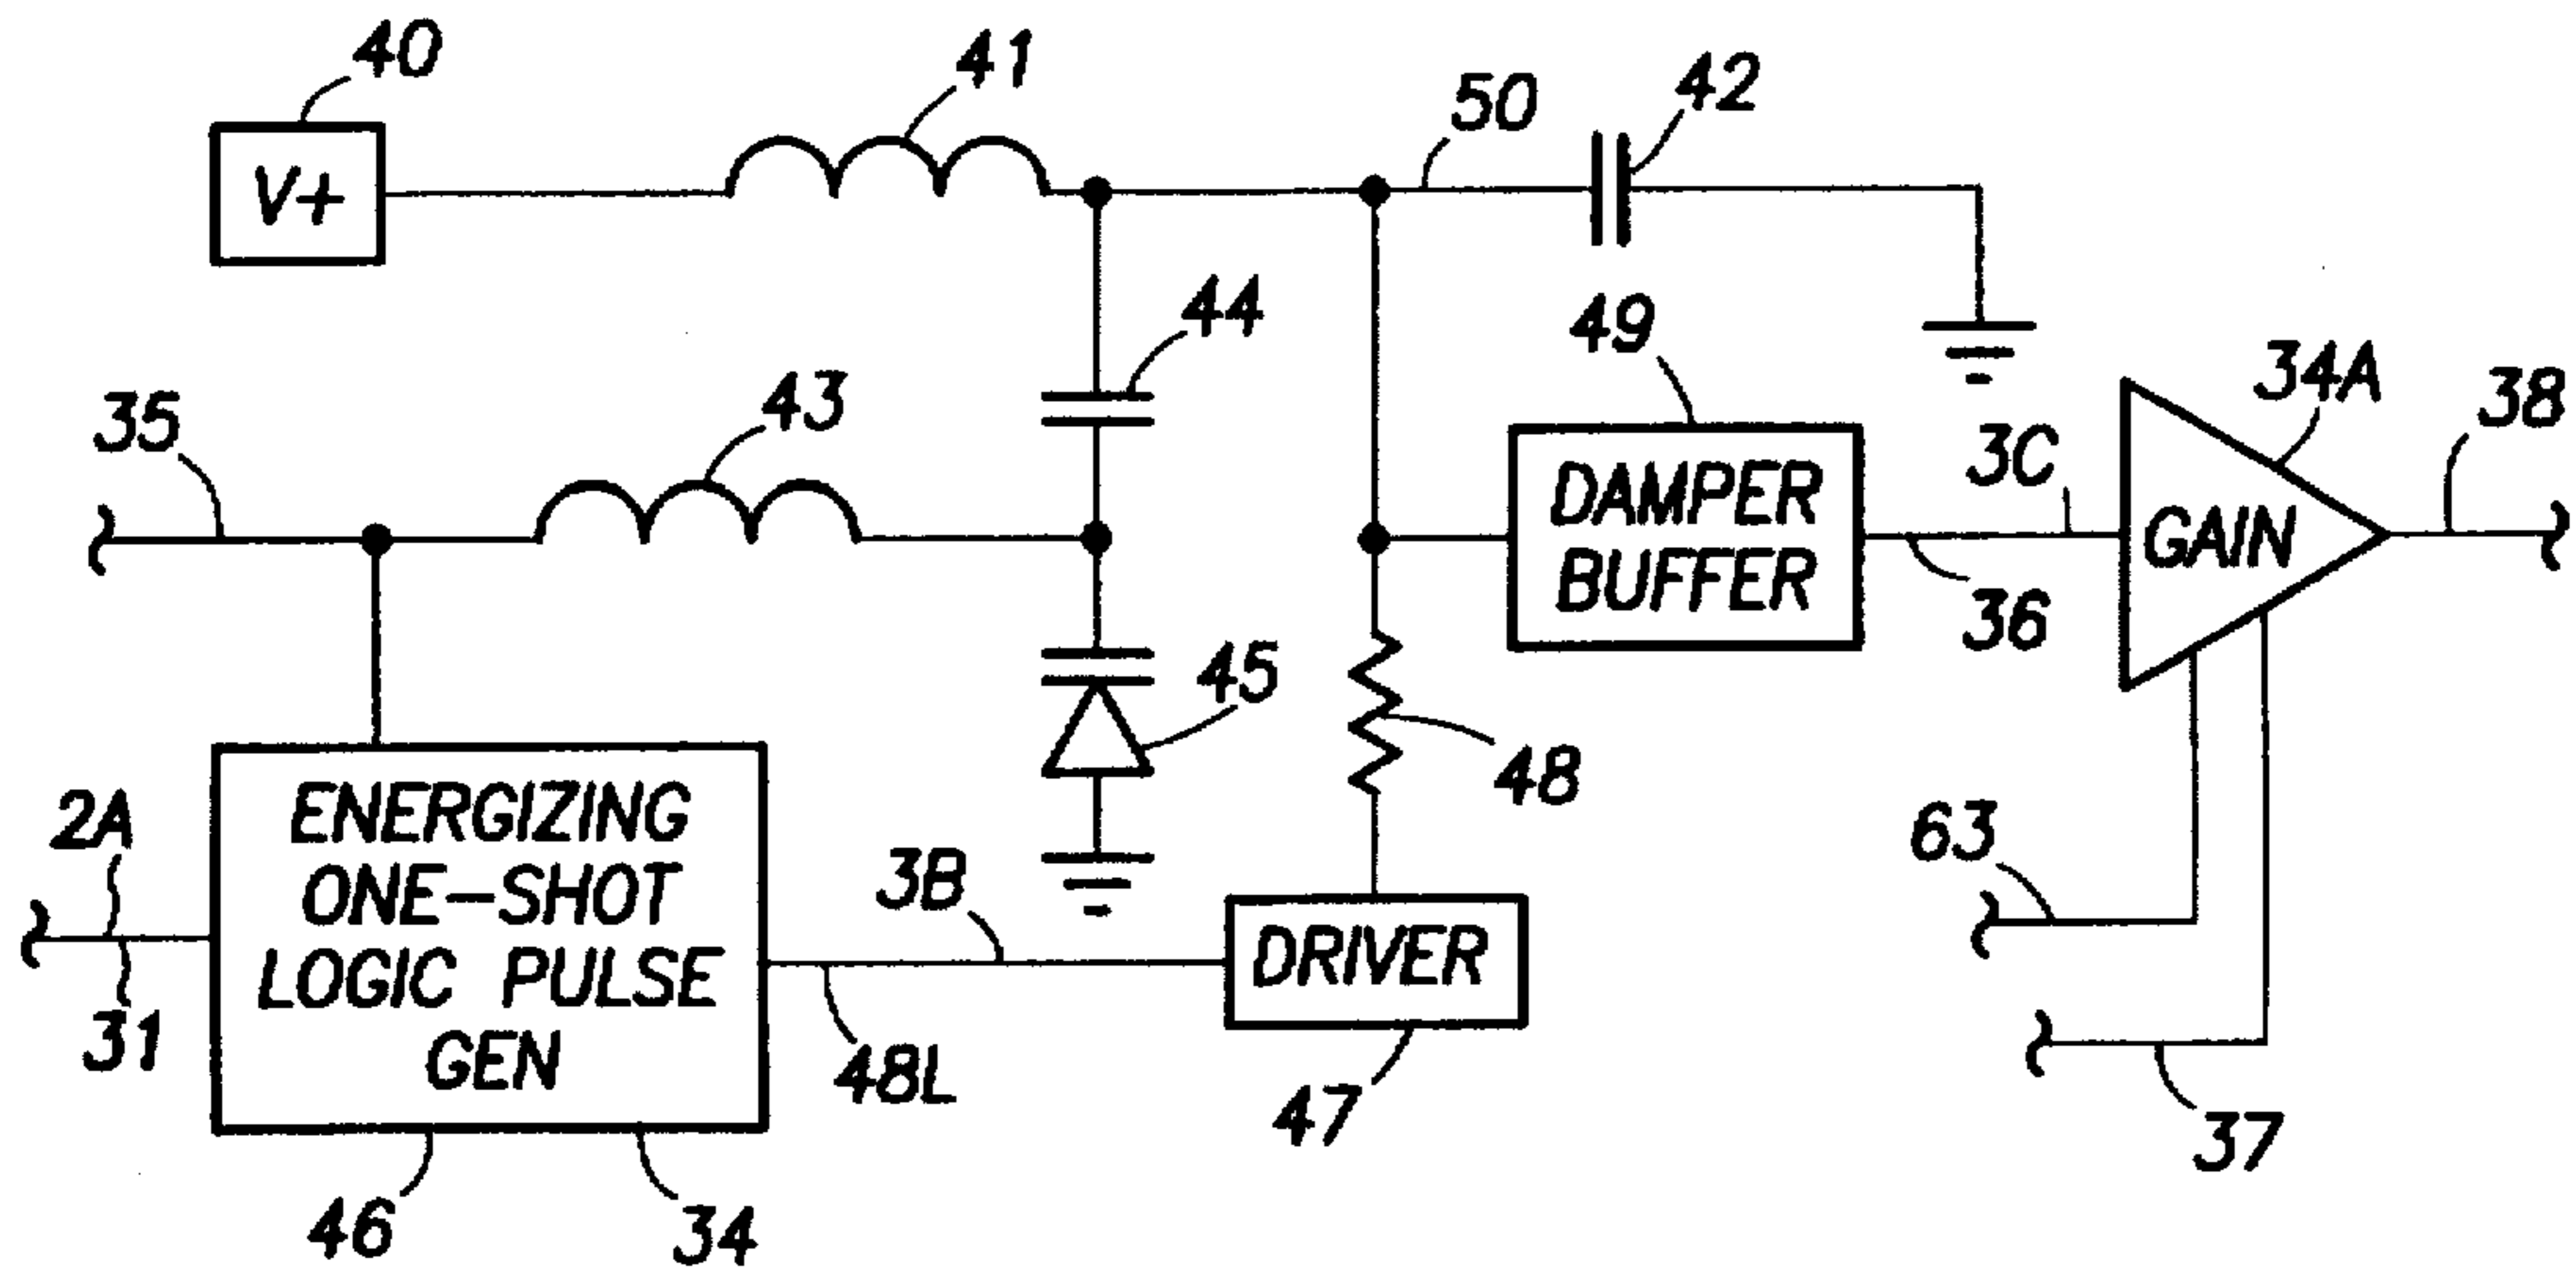 40
41
50
42
V+
44
49
34A
38
35
43
3C
DAMPER
BUFFER
GAIN
36
45
48
2A
ENERGIZING
ONE-SHOT
LOGIC PULSE
GEN
31
3B
63
DRIVER
48L
47
37
46
34